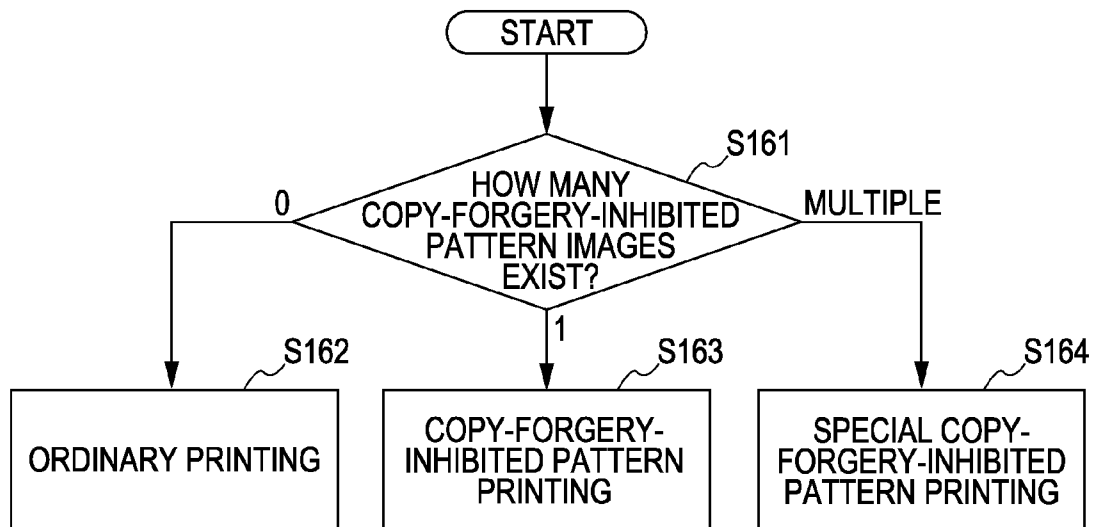 START
S161
HOW MANY
COPY-FORGERY-INHIBITED
PATTERN IMAGES
EXIST?
0
MULTIPLE
1
S162
ORDINARY PRINTING
S163
COPY-FORGERY-
INHIBITED PATTERN
PRINTING
S164
SPECIAL COPY-
FORGERY-INHIBITED
PATTERN PRINTING